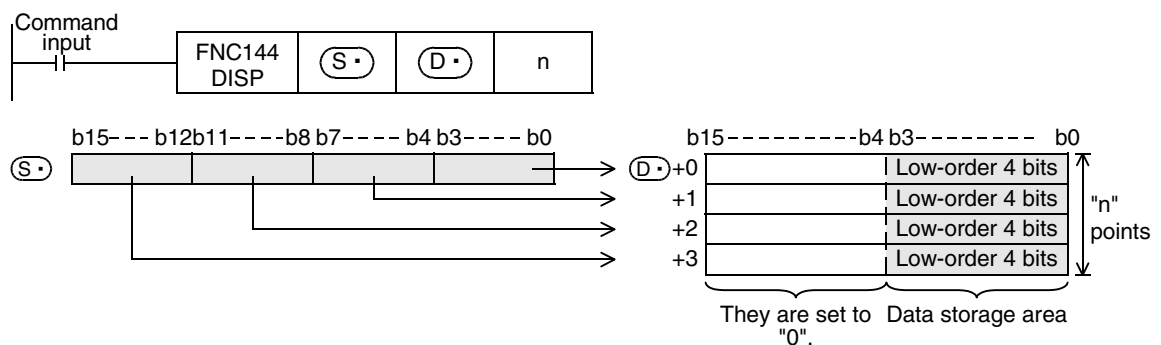 Command
input
FNC144
DISP
S·
D·
n
b15--- b12b11----b8 b7---- b4 b3---- b0
b15---------b4 b3-------- b0
S·
D·+0
Low-order 4 bits
+1
Low-order 4 bits
+2
Low-order 4 bits
+3
Low-order 4 bits
"n"
points
They are set to
"0".
Data storage area